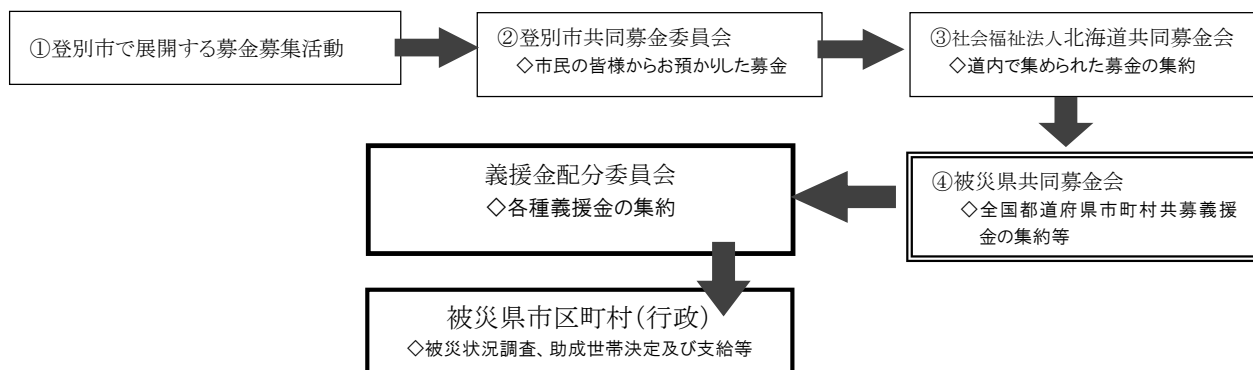 ①登別市で展開する募金募集活動
②登別市共同募金委員会
◇市民の皆様からお預かりした募金
③社会福祉法人北海道共同募金会
◇道内で集められた募金の集約
④被災県共同募金会
◇全国都道府県市町村共募義援
金の集約等
義援金配分委員会
◇各種義援金の集約
被災県市区町村(行政)
◇被災状況調査、助成世帯決定及び支給等